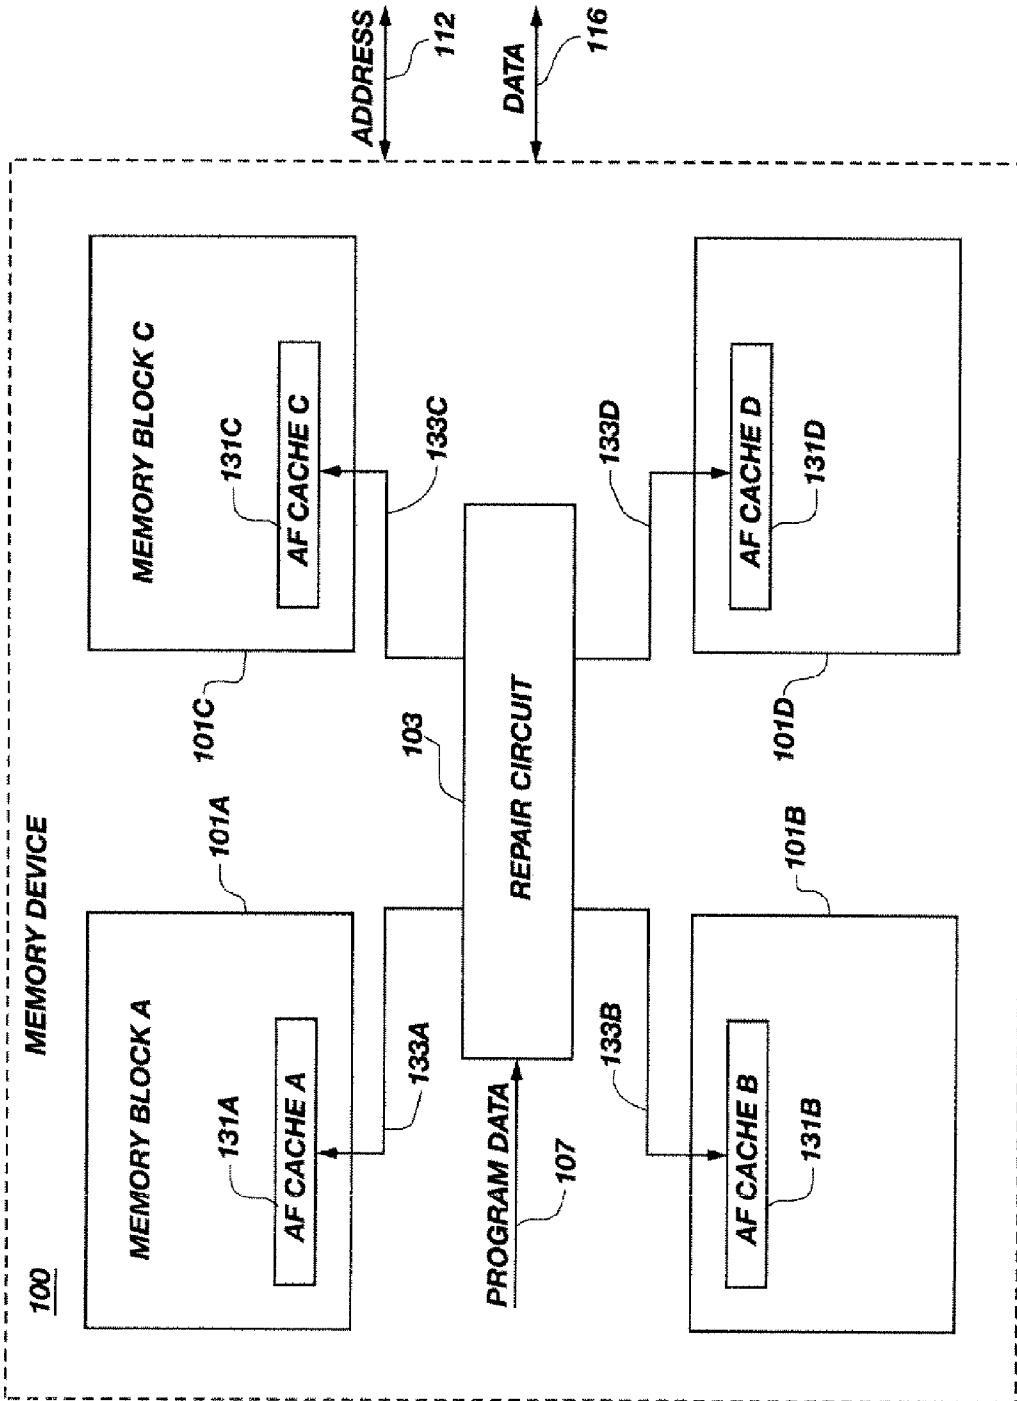 100
MEMORY DEVICE
MEMORY BLOCK A
101A
131A
AF CACHE A
133A
MEMORY BLOCK C
101C
131C
AF CACHE C
133C
ADDRESS
112
PROGRAM DATA
107
103
REPAIR CIRCUIT
DATA
116
133B
AF CACHE B
131B
101B
133D
AF CACHE D
131D
101D